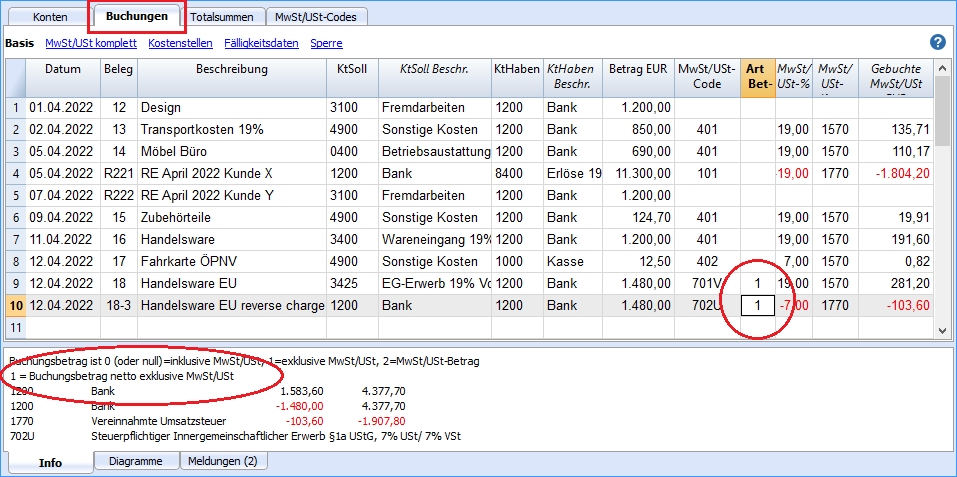 Konten Buchungen Totalsummen MwSt/USt-Codes
Basis MwSt/USt komplett Kostenstellen Fälligkeitsdaten Sperre ?
Datum Beleg Beschreibung KtSoll KtSoll Beschr. KtHaben KtHaben Beschr. Betrag EUR MwSt/USt-Code Art Bet- MwSt/USt-% MwSt/USt- Gebuchte MwSt/USt
1 01.04.2022 12 Design 3100 Fremdarbeiten 1200 Bank 1.200,00
2 02.04.2022 13 Transportkosten 19% 4900 Sonstige Kosten 1200 Bank 850,00 401 19,00 1570 135,71
3 05.04.2022 14 Möbel Büro 0400 Betriebsaustattung 1200 Bank 690,00 401 19,00 1570 110,17
4 05.04.2022 R221 RE April 2022 Kunde X 1200 Bank 8400 Erlöse 19 11.300,00 101 -19,00 1770 -1.804,20
5 07.04.2022 R222 RE April 2022 Kunde Y 3100 Fremdarbeiten 1200 Bank 1.200,00
6 09.04.2022 15 Zubehörteile 4900 Sonstige Kosten 1200 Bank 124,70 401 19,00 1570 19,91
7 11.04.2022 16 Handelsware 3400 Wareneingang 19% 1200 Bank 1.200,00 401 19,00 1570 191,60
8 12.04.2022 17 Fahrkarte ÖPNV 4900 Sonstige Kosten 1000 Kasse 12,50 402 7,00 1570 0,82
9 12.04.2022 18 Handelsware EU 3425 EG-Erwerb 19% Vo 1200 Bank 1.480,00 701V 1 19,00 1570 281,20
10 12.04.2022 18-3 Handelsware EU reverse charge 1200 Bank 1200 Bank 1.480,00 702U 1 -7,00 1770 -103,60
11
Buchungsbetrag ist 0 (oder null)=inklusive MwSt/USt, 1=exklusive MwSt/USt, 2=MwSt/USt-Betrag
1 = Buchungsbetrag netto exklusive MwSt/USt
1200 Bank 1.583,60 4.377,70
1200 Bank -1.480,00 4.377,70
1770 Vereinnahmte Umsatzsteuer -103,60 -1.907,80
702U Steuerpflichtiger Innergemeinschaftlicher Erwerb §1a UStG, 7% USt/ 7% VSt
Info Diagramme Meldungen (2)